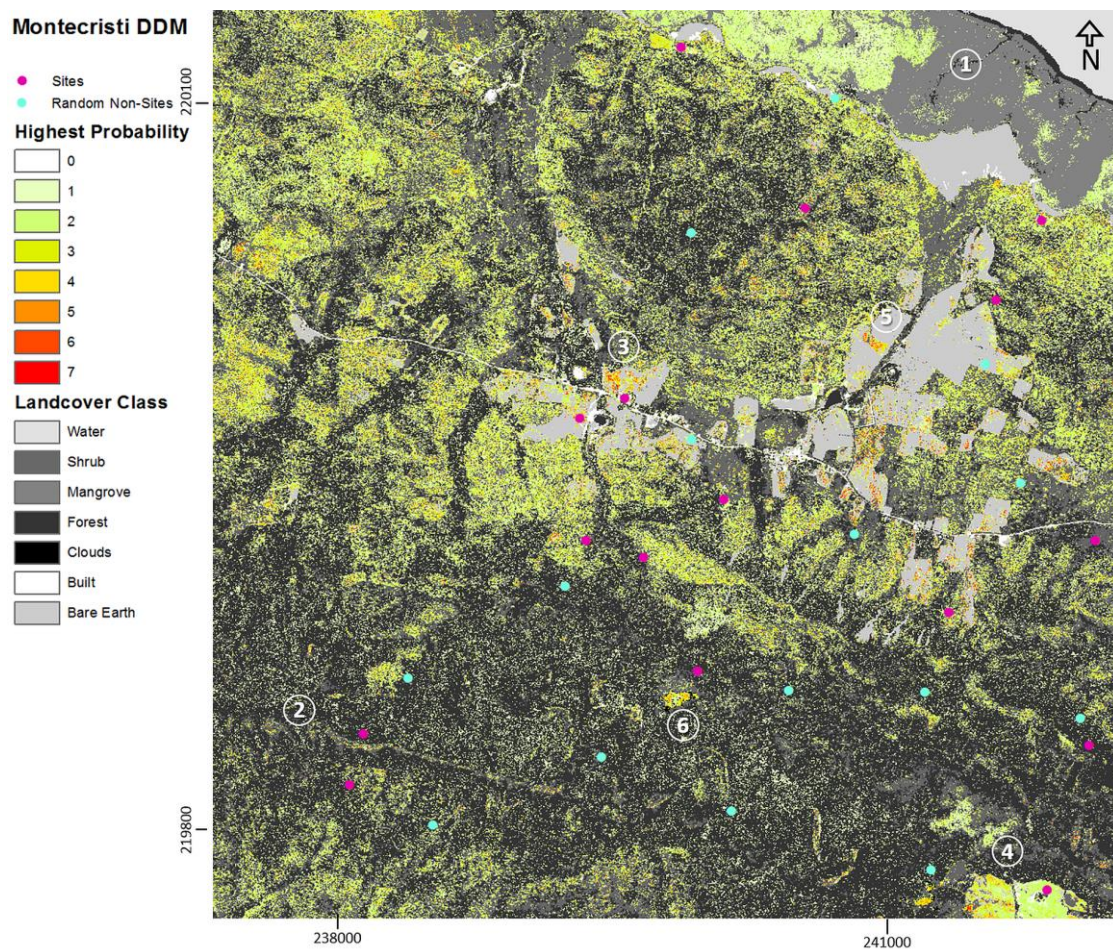 Montecristi DDM
Sites
Random Non-Sites
Highest Probability
0
1
2
3
4
5
6
7
Landcover Class
Water
Shrub
Mangrove
Forest
Clouds
Built
Bare Earth
220100
219800
238000
241000
N
1
5
3
2
6
4